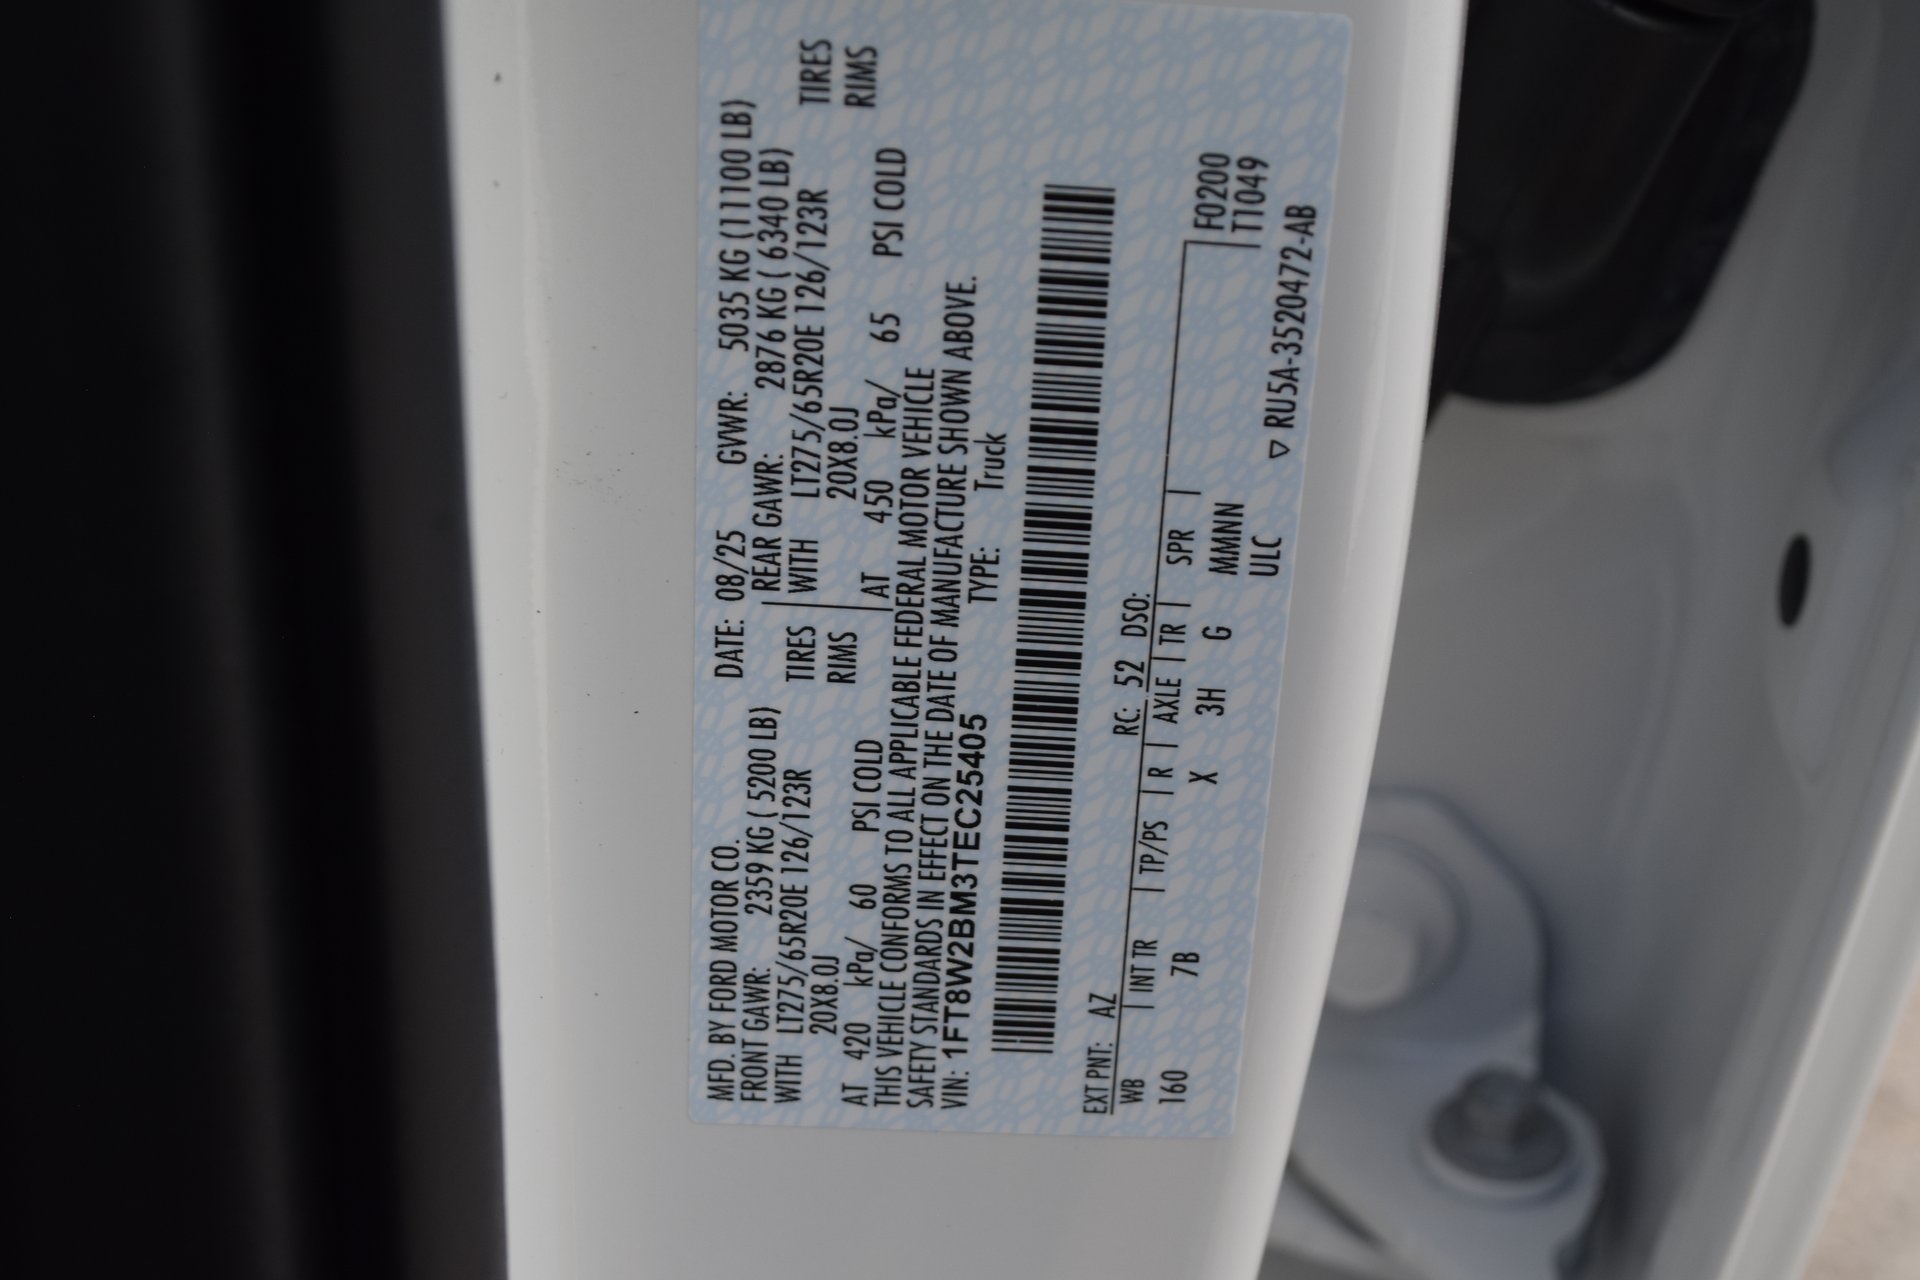 MFD. BY FORD MOTOR CO. DATE: 08/25 GVWR: 5035 KG (11100 LB)
FRONT GAWR: 2359 KG ( 5200 LB) REAR GAWR: 2876 KG ( 6340 LB)
WITH LT275/65R20E 126/123R TIRES WITH LT275/65R20E 126/123R TIRES
20X8.0J RIMS 20X8.0J RIMS
AT 420 kPa/ 60 PSI COLD AT 450 kPa/ 65 PSI COLD
THIS VEHICLE CONFORMS TO ALL APPLICABLE FEDERAL MOTOR VEHICLE
SAFETY STANDARDS IN EFFECT ON THE DATE OF MANUFACTURE SHOWN ABOVE.
VIN: 1FT8W2BM3TEC25405 TYPE: Truck
EXT PNT: AZ RC: 52 DSO:
WB INT TR TP/PS R AXLE TR SPR F0200
160 7B X 3H G MMNN T1049
ULC ▽ RU5A-3520472-AB